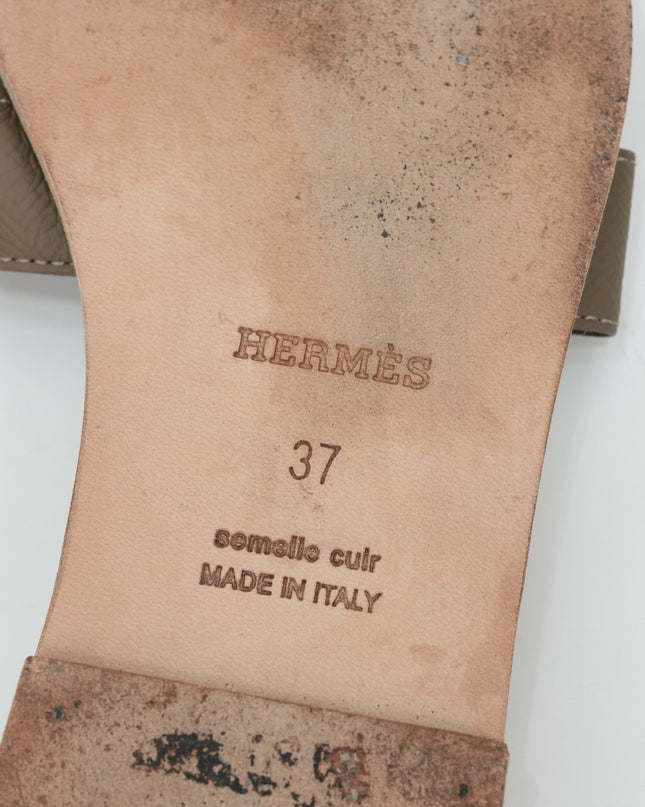 HERMÈS
37
semelle cuir
MADE IN ITALY